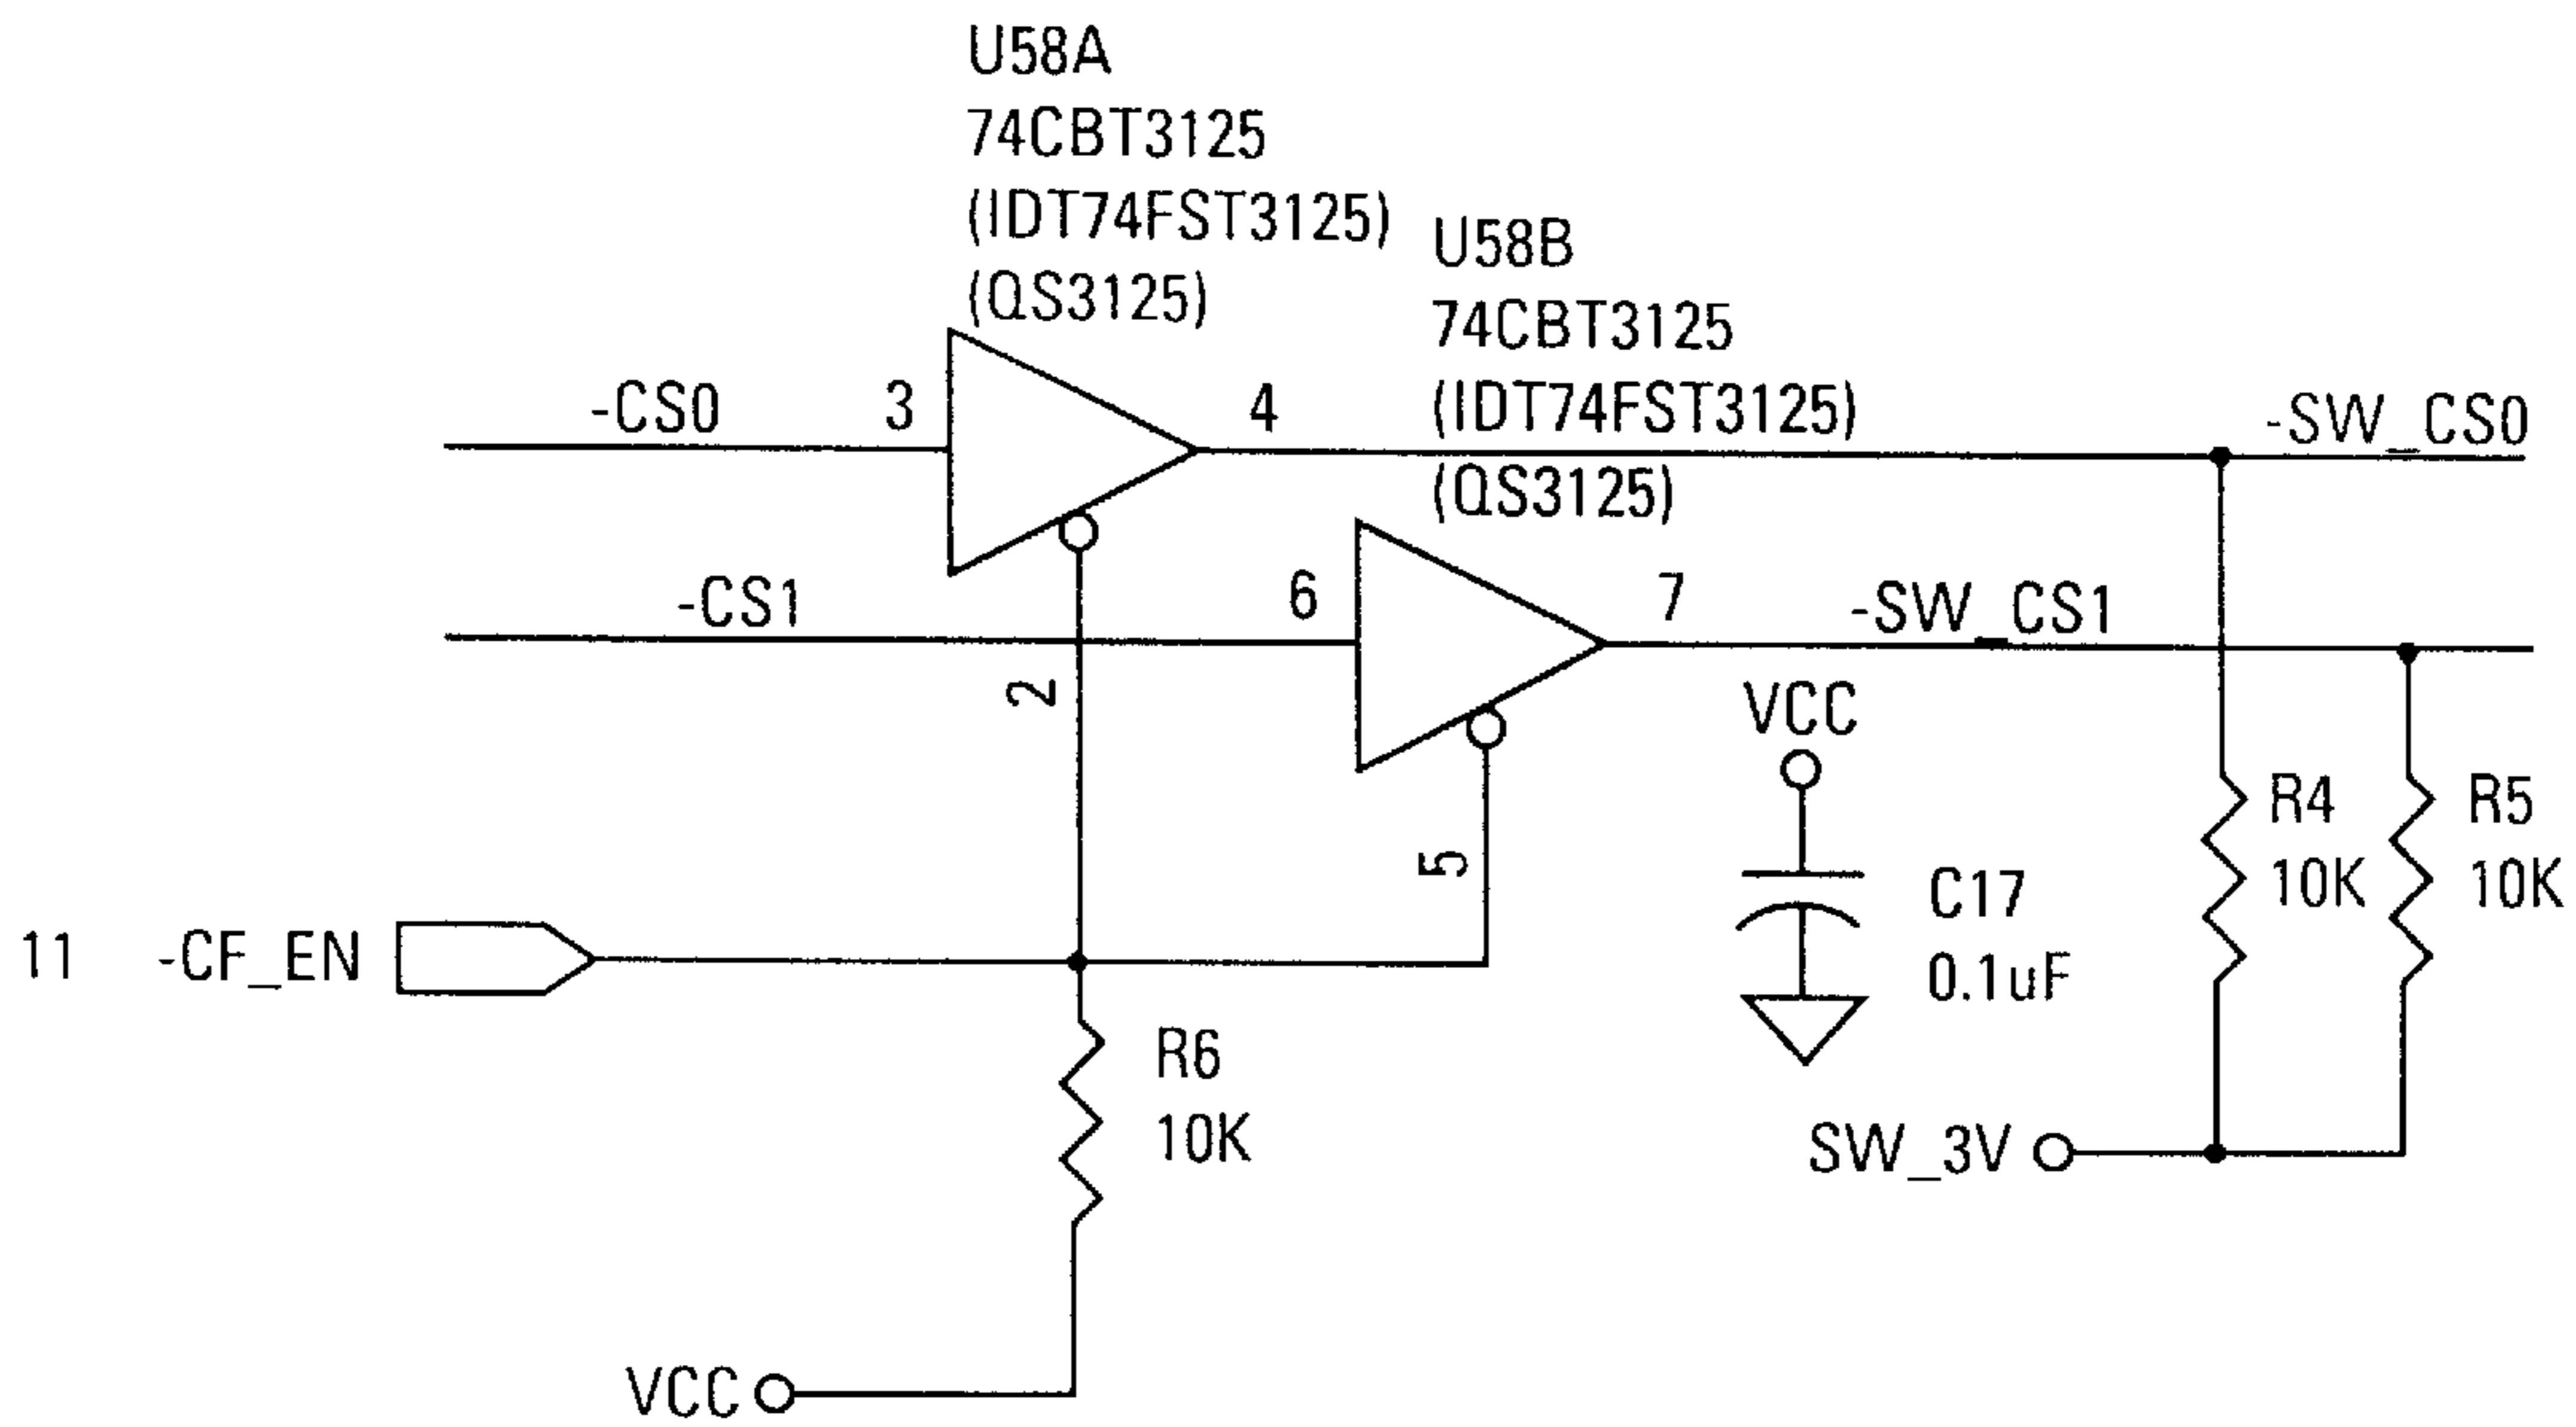 U58A
74CBT3125
(IDT74FST3125)
(QS3125)
U58B
74CBT3125
(IDT74FST3125)
(QS3125)
-CS0
3
4
-SW_CS0
-CS1
6
7
-SW_CS1
2
5
VCC
C17
0.1uF
R4
10K
R5
10K
11 -CF_EN
R6
10K
SW_3V
VCC